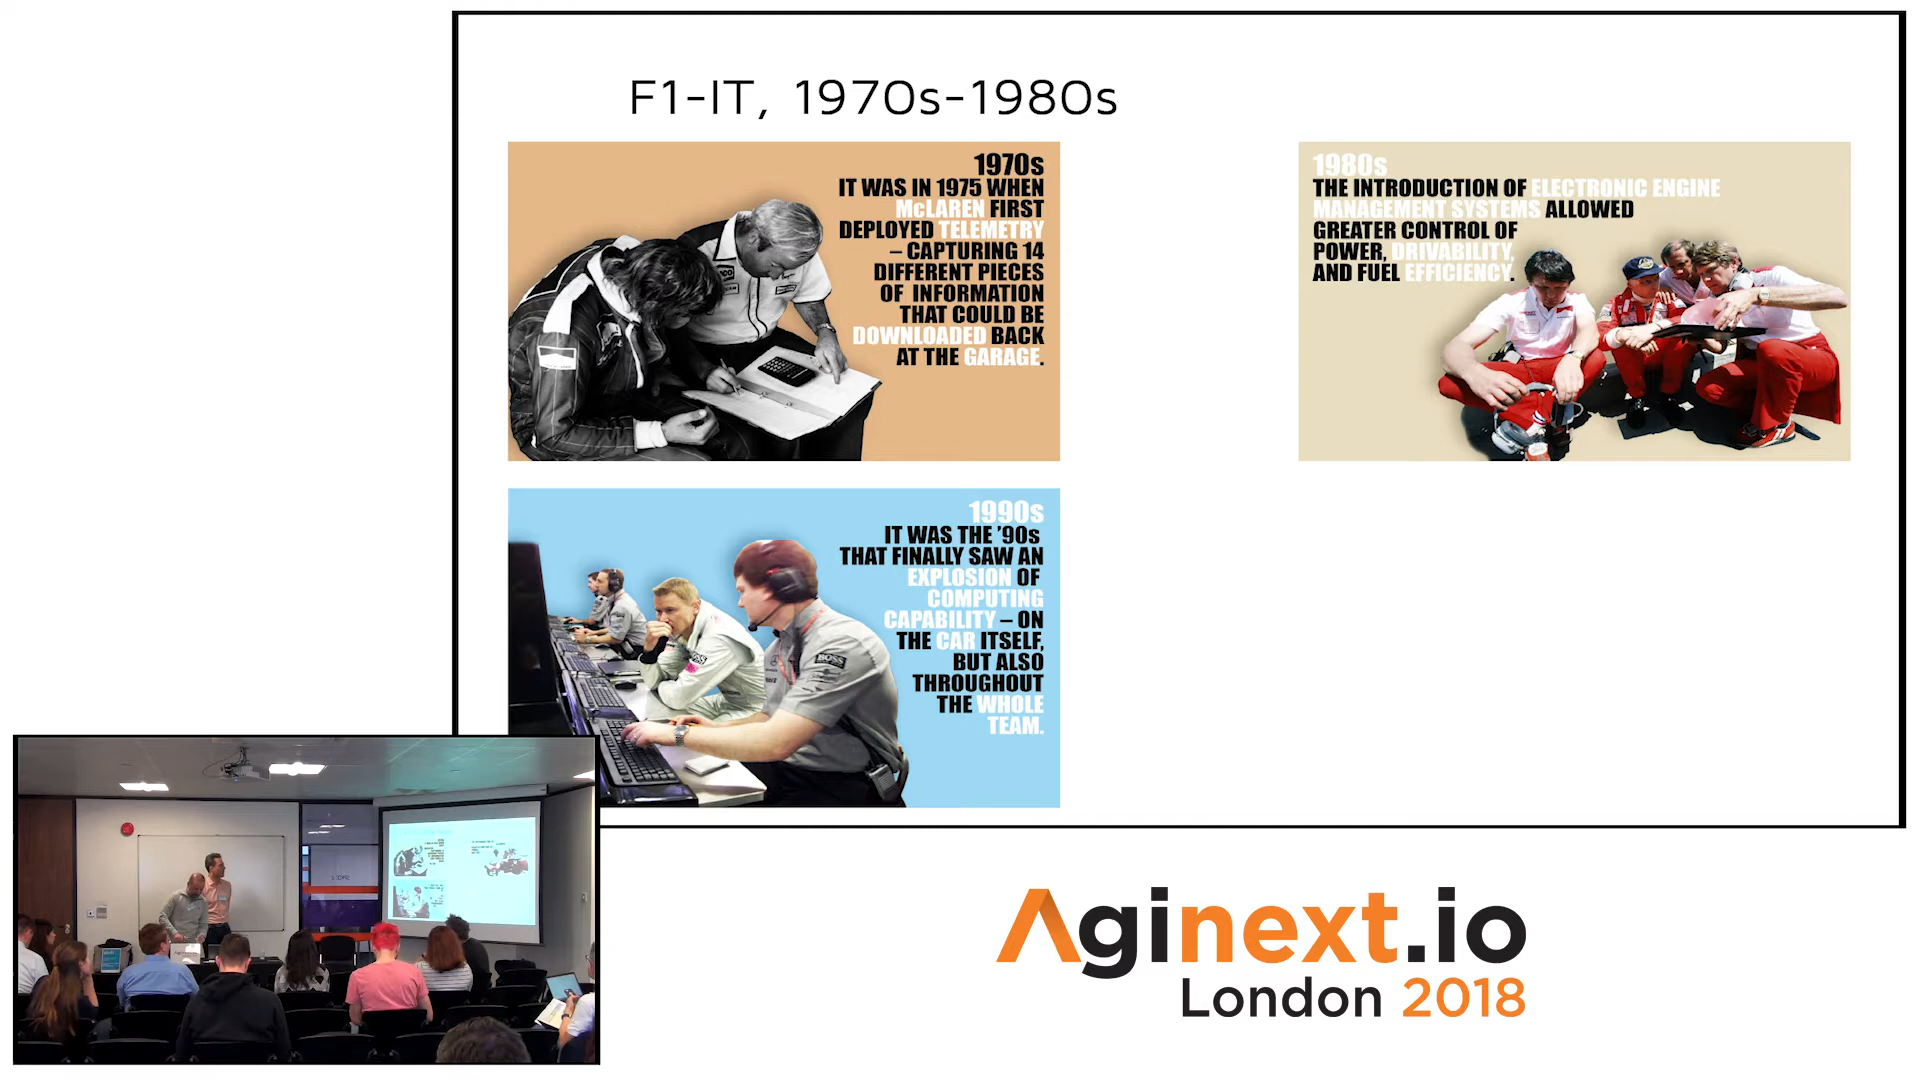 F1-IT, 1970s-1980s
1970s
IT WAS IN 1975 WHEN
McLAREN FIRST
DEPLOYED TELEMETRY
– CAPTURING 14
DIFFERENT PIECES
OF INFORMATION
THAT COULD BE
DOWNLOADED BACK
AT THE GARAGE.
1980s
THE INTRODUCTION OF ELECTRONIC ENGINE
MANAGEMENT SYSTEMS ALLOWED
GREATER CONTROL OF
POWER, DRIVABILITY,
AND FUEL EFFICIENCY.
1990s
IT WAS THE '90s
THAT FINALLY SAW AN
EXPLOSION OF
COMPUTING
CAPABILITY – ON
THE CAR ITSELF,
BUT ALSO
THROUGHOUT
THE WHOLE
TEAM.
BOSS
BOSS
Aginext.io
London 2018